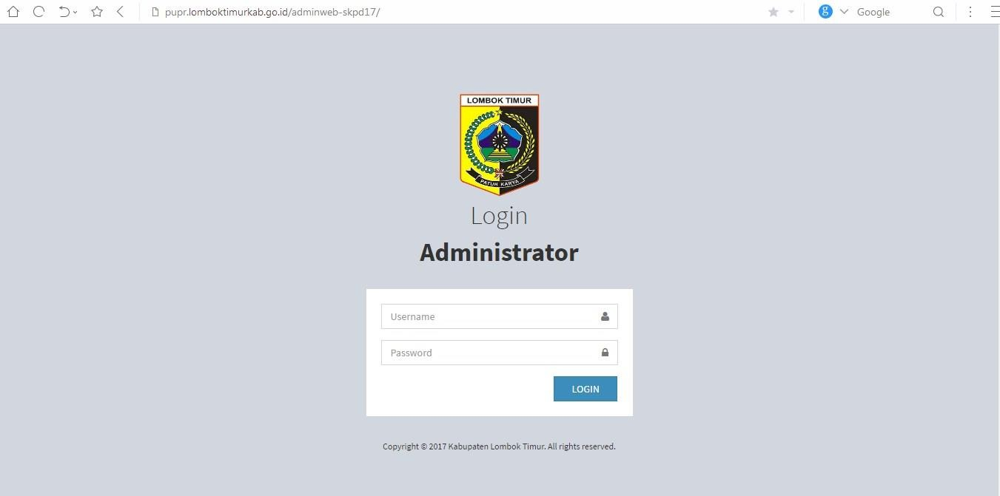 pupr.lomboktimurkab.go.id/adminweb-skpd17/
g
Google
LOMBOK TIMUR
PATUH KARYA
Login
Administrator
Username
Password
LOGIN
Copyright © 2017 Kabupaten Lombok Timur. All rights reserved.